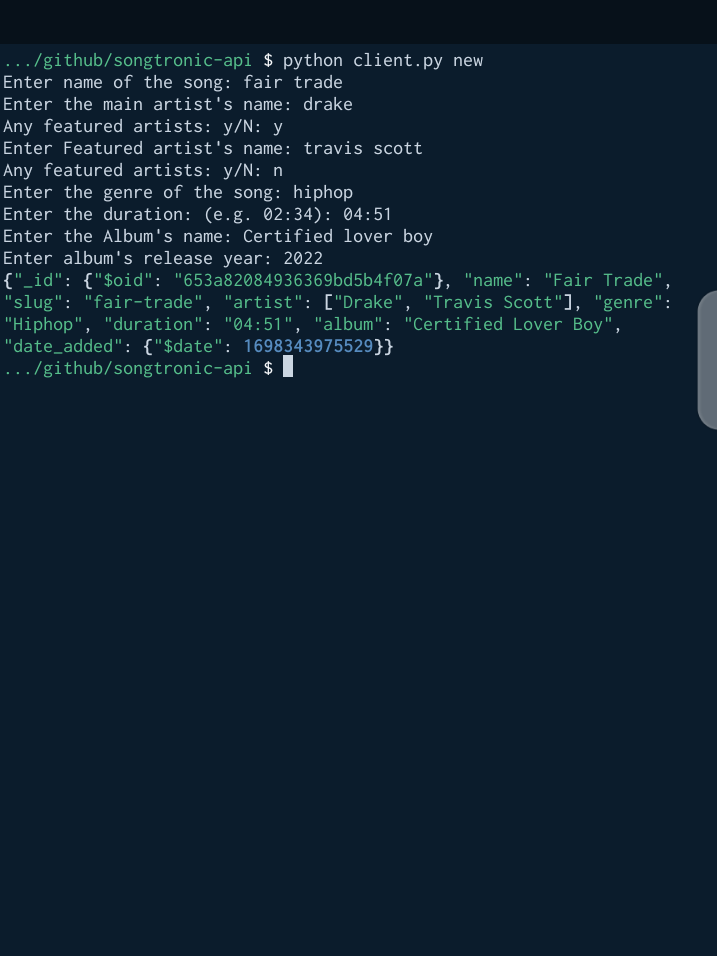 .../github/songtronic-api $ python client.py new
Enter name of the song: fair trade
Enter the main artist's name: drake
Any featured artists: y/N: y
Enter Featured artist's name: travis scott
Any featured artists: y/N: n
Enter the genre of the song: hiphop
Enter the duration: (e.g. 02:34): 04:51
Enter the Album's name: Certified lover boy
Enter album's release year: 2022
{"_id": {"$oid": "653a82084936369bd5b4f07a"}, "name": "Fair Trade",
"slug": "fair-trade", "artist": ["Drake", "Travis Scott"], "genre":
"Hiphop", "duration": "04:51", "album": "Certified Lover Boy",
"date_added": {"$date": 1698343975529}}
.../github/songtronic-api $